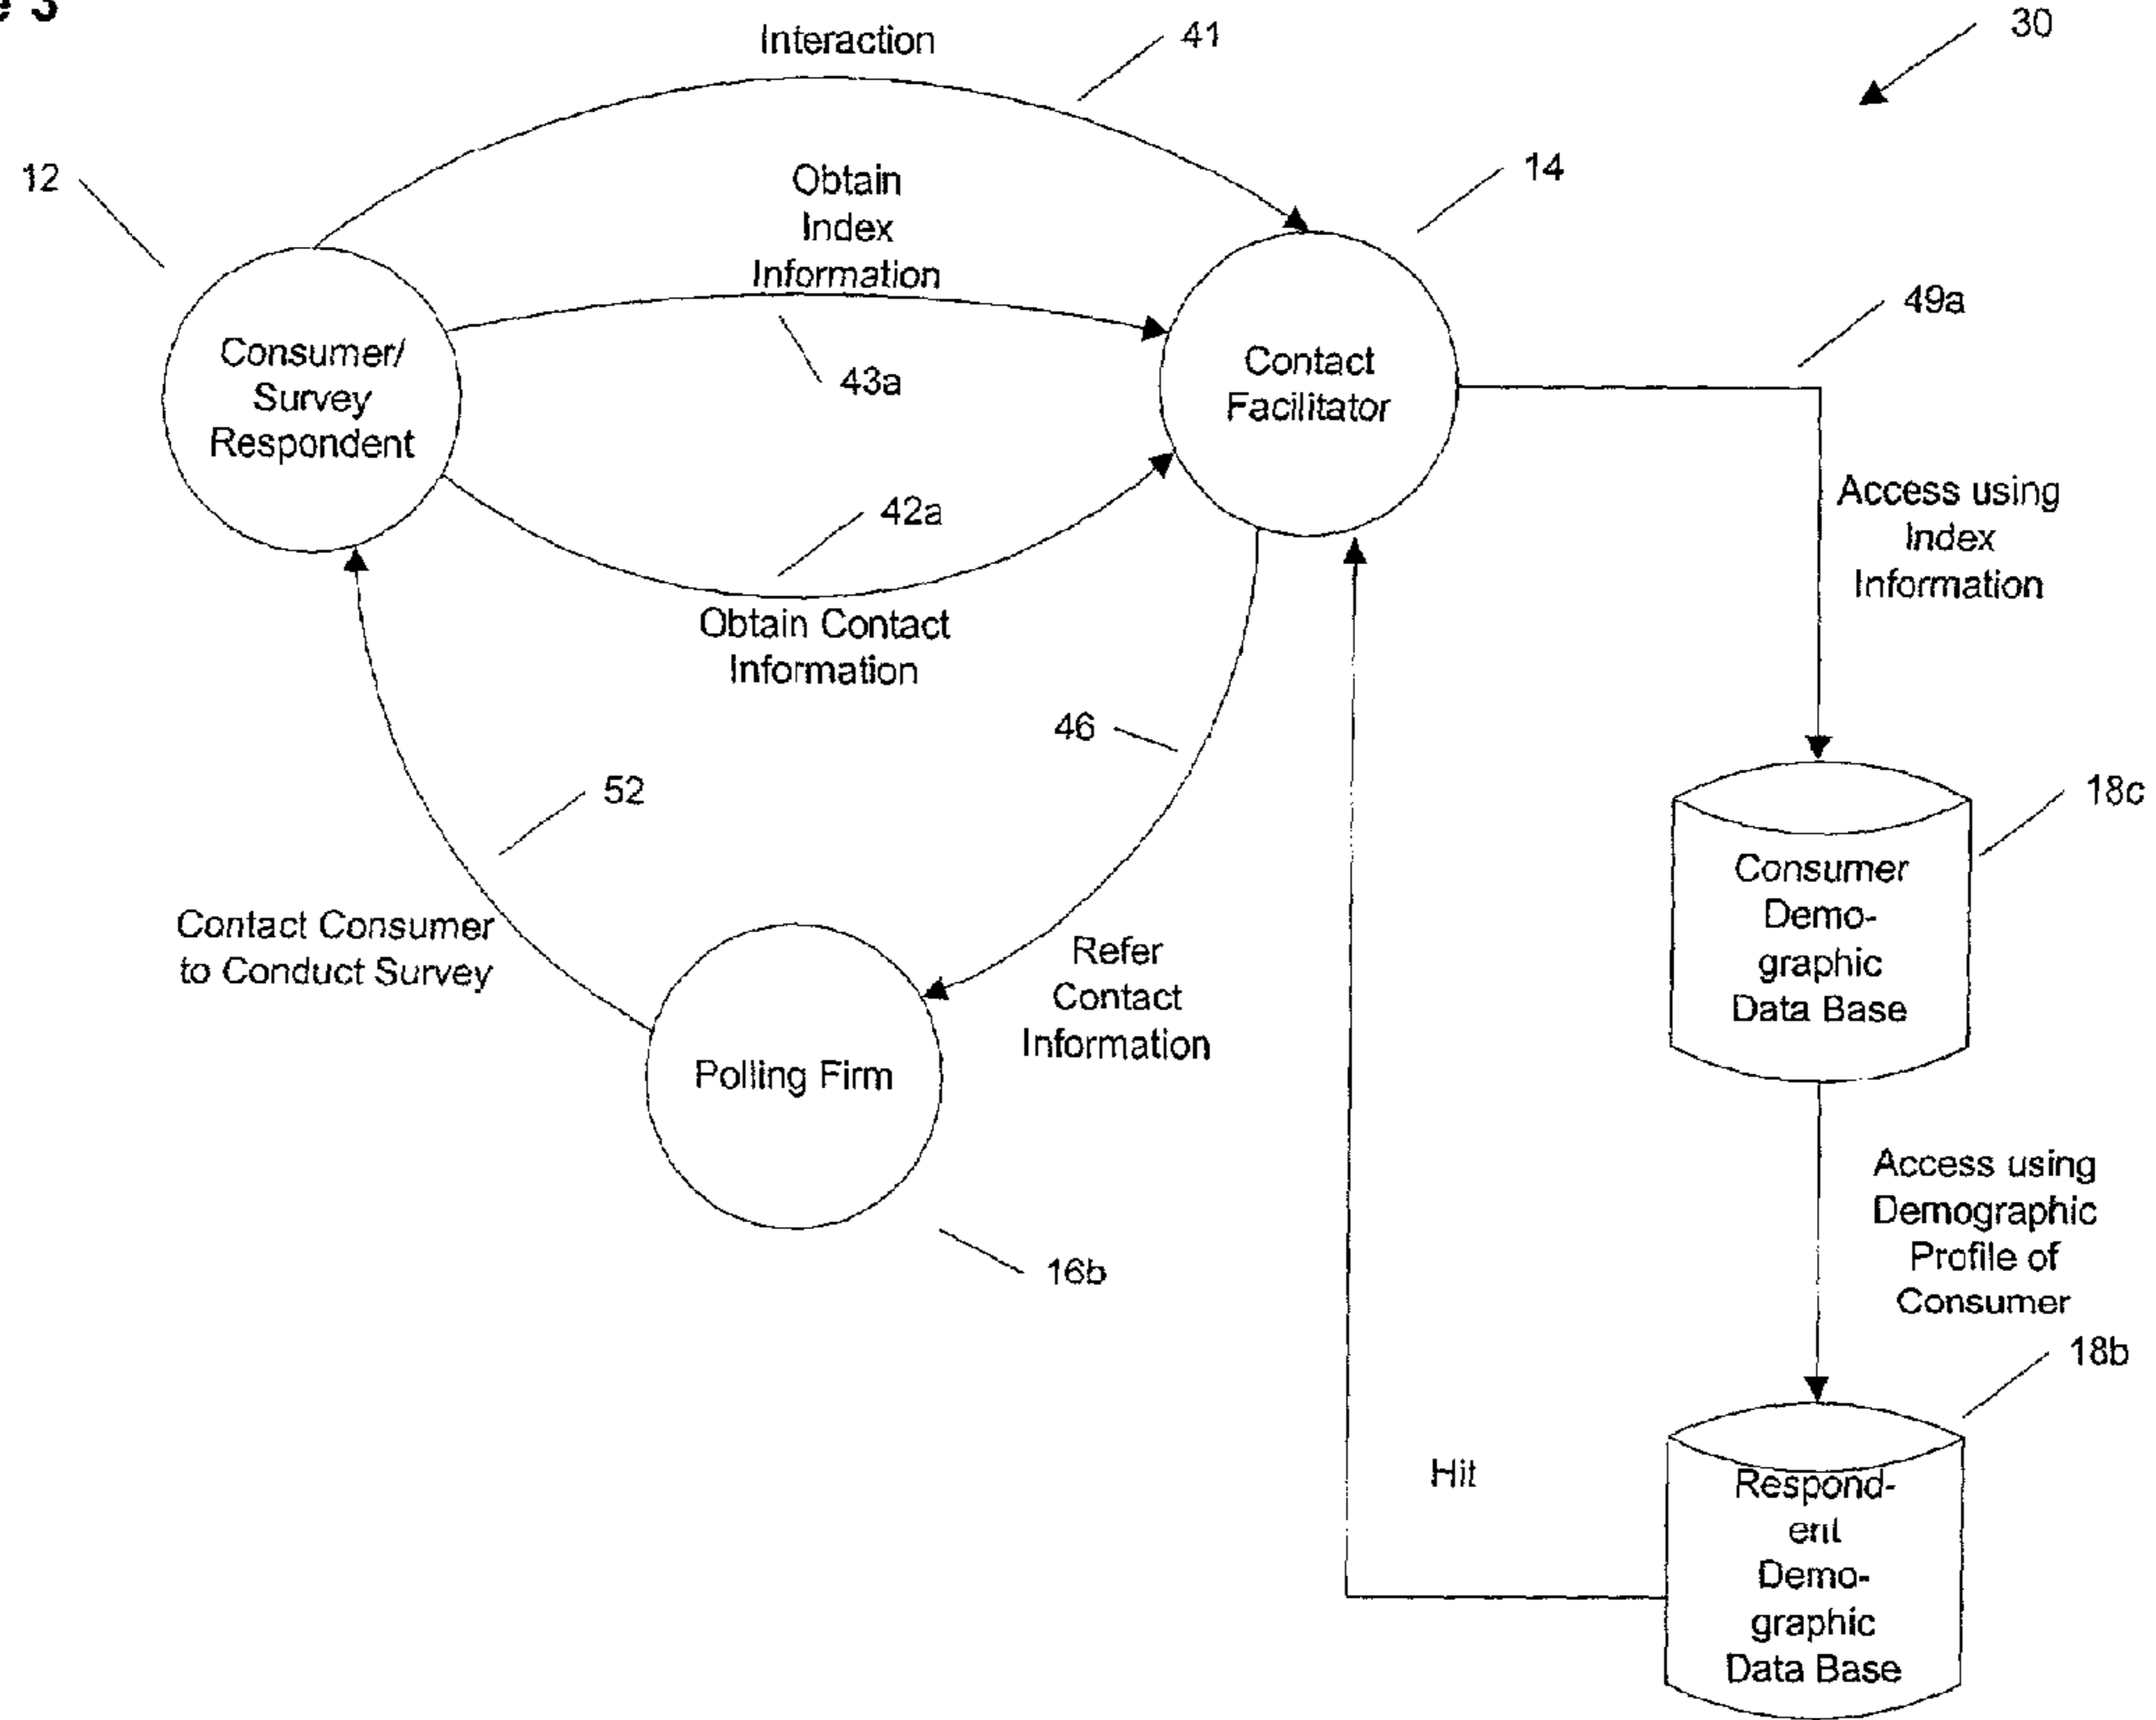 e 3
Interaction
41
30
12
Obtain
Index
Information
14
43a
49a
Consumer/
Survey
Respondent
Contact
Facilitator
42a
Access using
Index
Information
Obtain Contact
Information
46
52
18c
Consumer
Demo-
graphic
Data Base
Contact Consumer
to Conduct Survey
Refer
Contact
Information
Polling Firm
16b
Access using
Demographic
Profile of
Consumer
18b
Hit
Respond-
ent
Demo-
graphic
Data Base